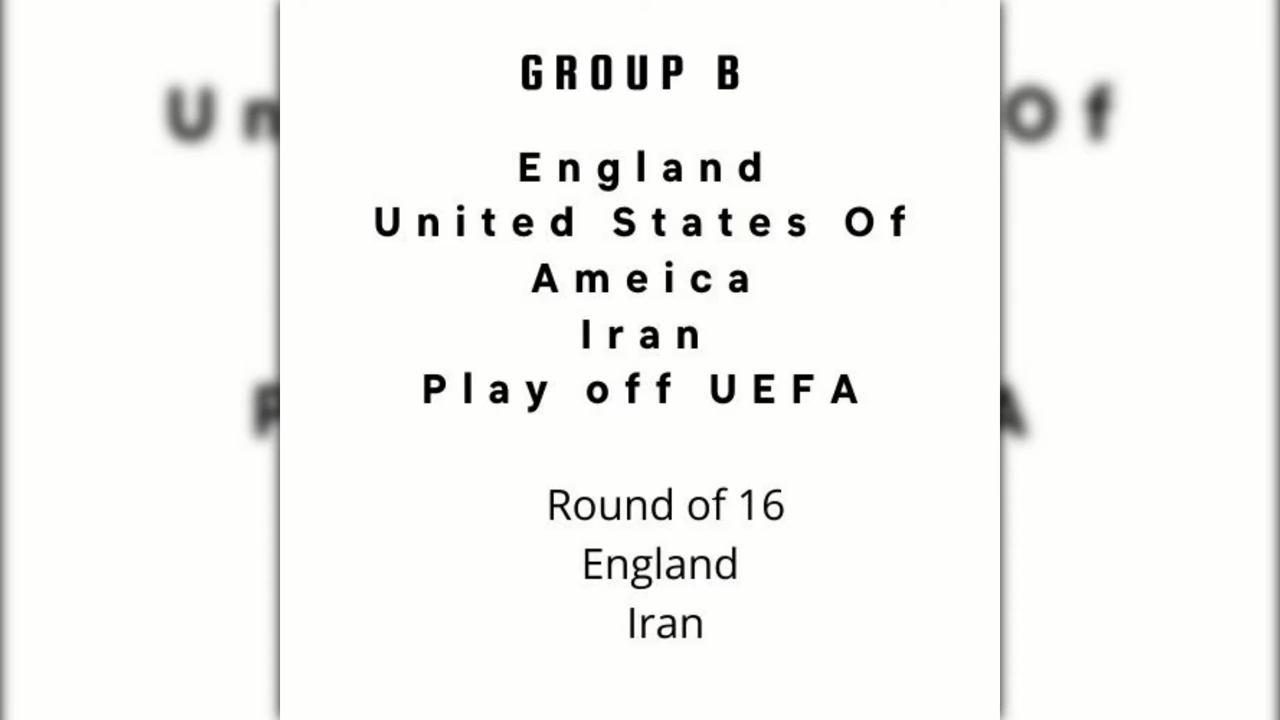 GROUP B
England
United States Of
Ameica
Iran
Play off UEFA
Round of 16
England
Iran